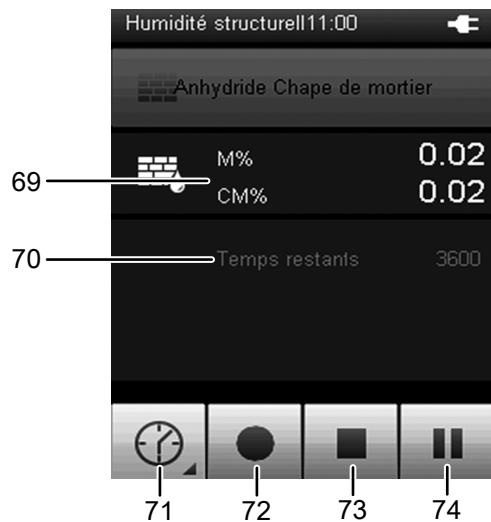 Humidité structurell11:00
Anhydride Chape de mortier
M% 0.02
69
CM% 0.02
70 Temps restants 3600
71 72 73 74